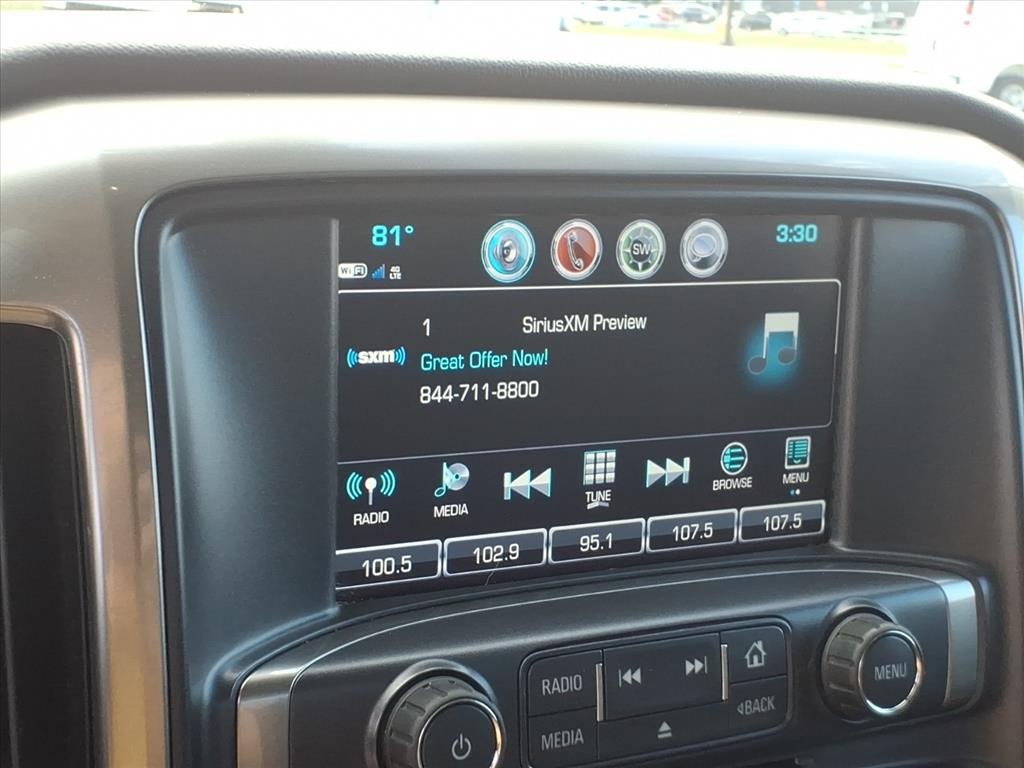 81°
3:30
SW
WiFi 4G LTE
1 SiriusXM Preview
((sxm))
Great Offer Now!
844-711-8800
RADIO MEDIA TUNE BROWSE MENU
100.5 102.9 95.1 107.5 107.5
RADIO
MENU
MEDIA
BACK